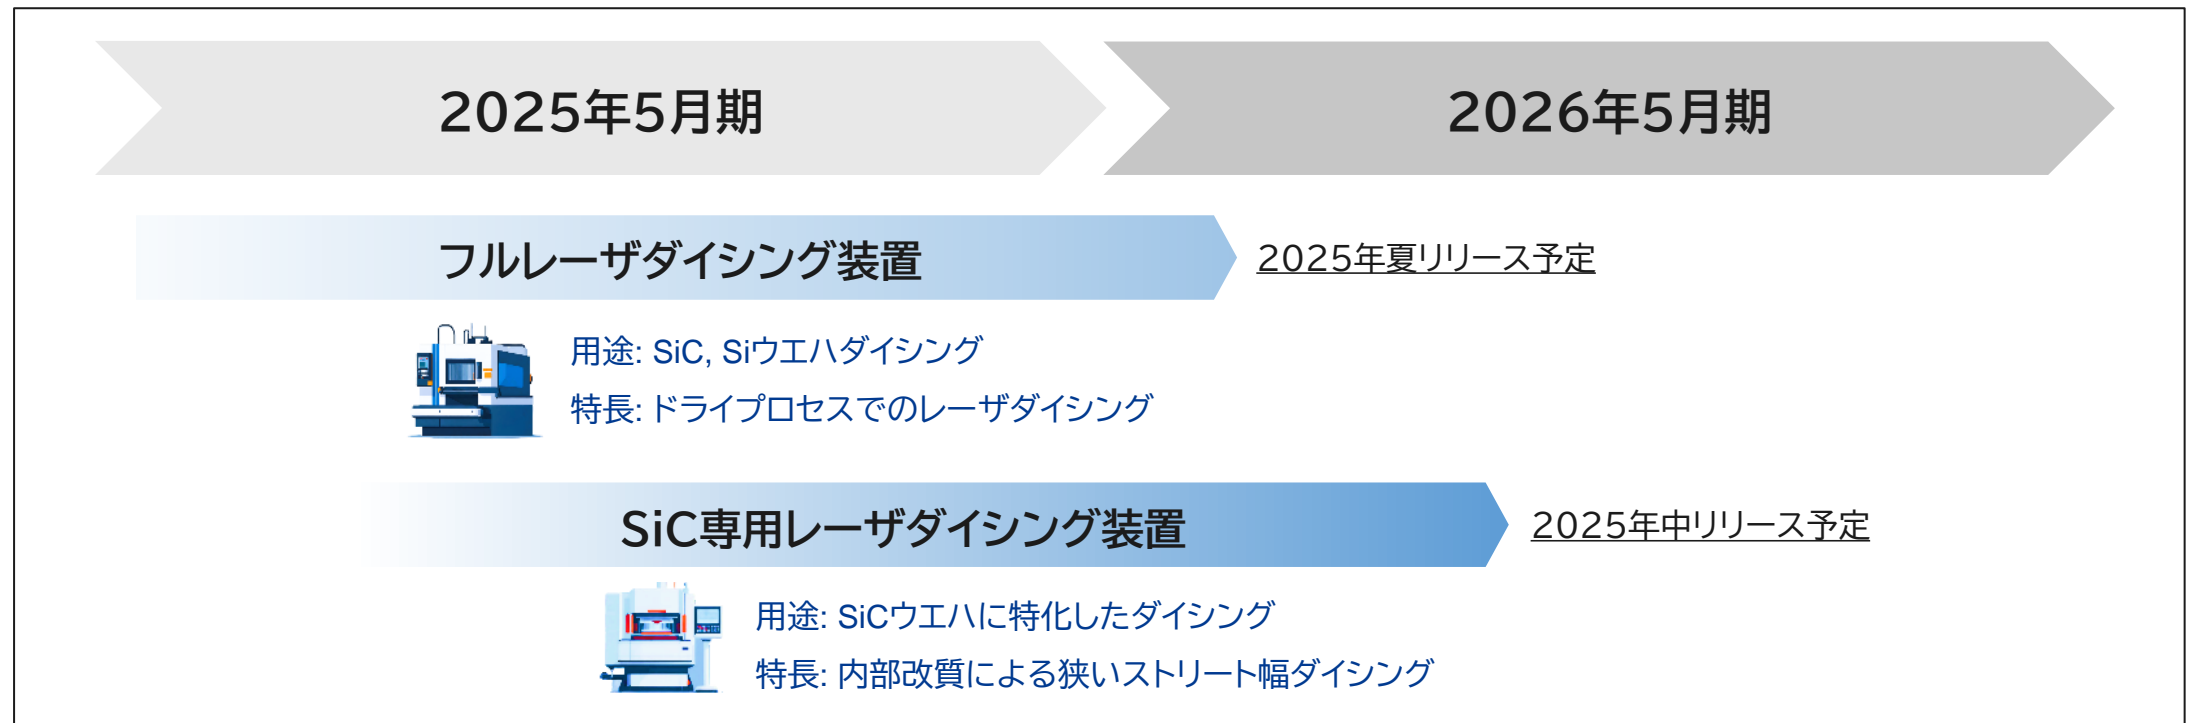 2025年5月期
2026年5月期
フルレーザダイシング装置
2025年夏リリース予定
用途: SiC, Siウエハダイシング
特長: ドライプロセスでのレーザダイシング
SiC専用レーザダイシング装置
2025年中リリース予定
用途: SiCウエハに特化したダイシング
特長: 内部改質による狭いストリート幅ダイシング